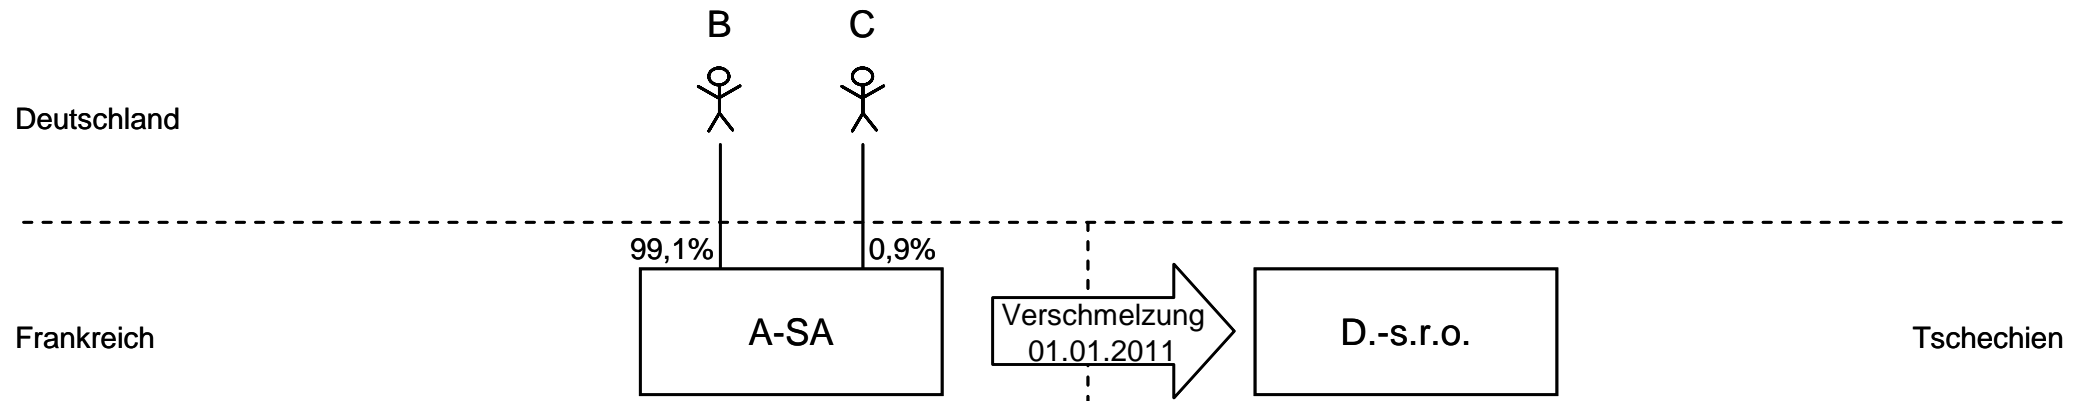 B
C
Deutschland
99,1%
0,9%
Frankreich
A-SA
Verschmelzung
01.01.2011
D.-s.r.o.
Tschechien